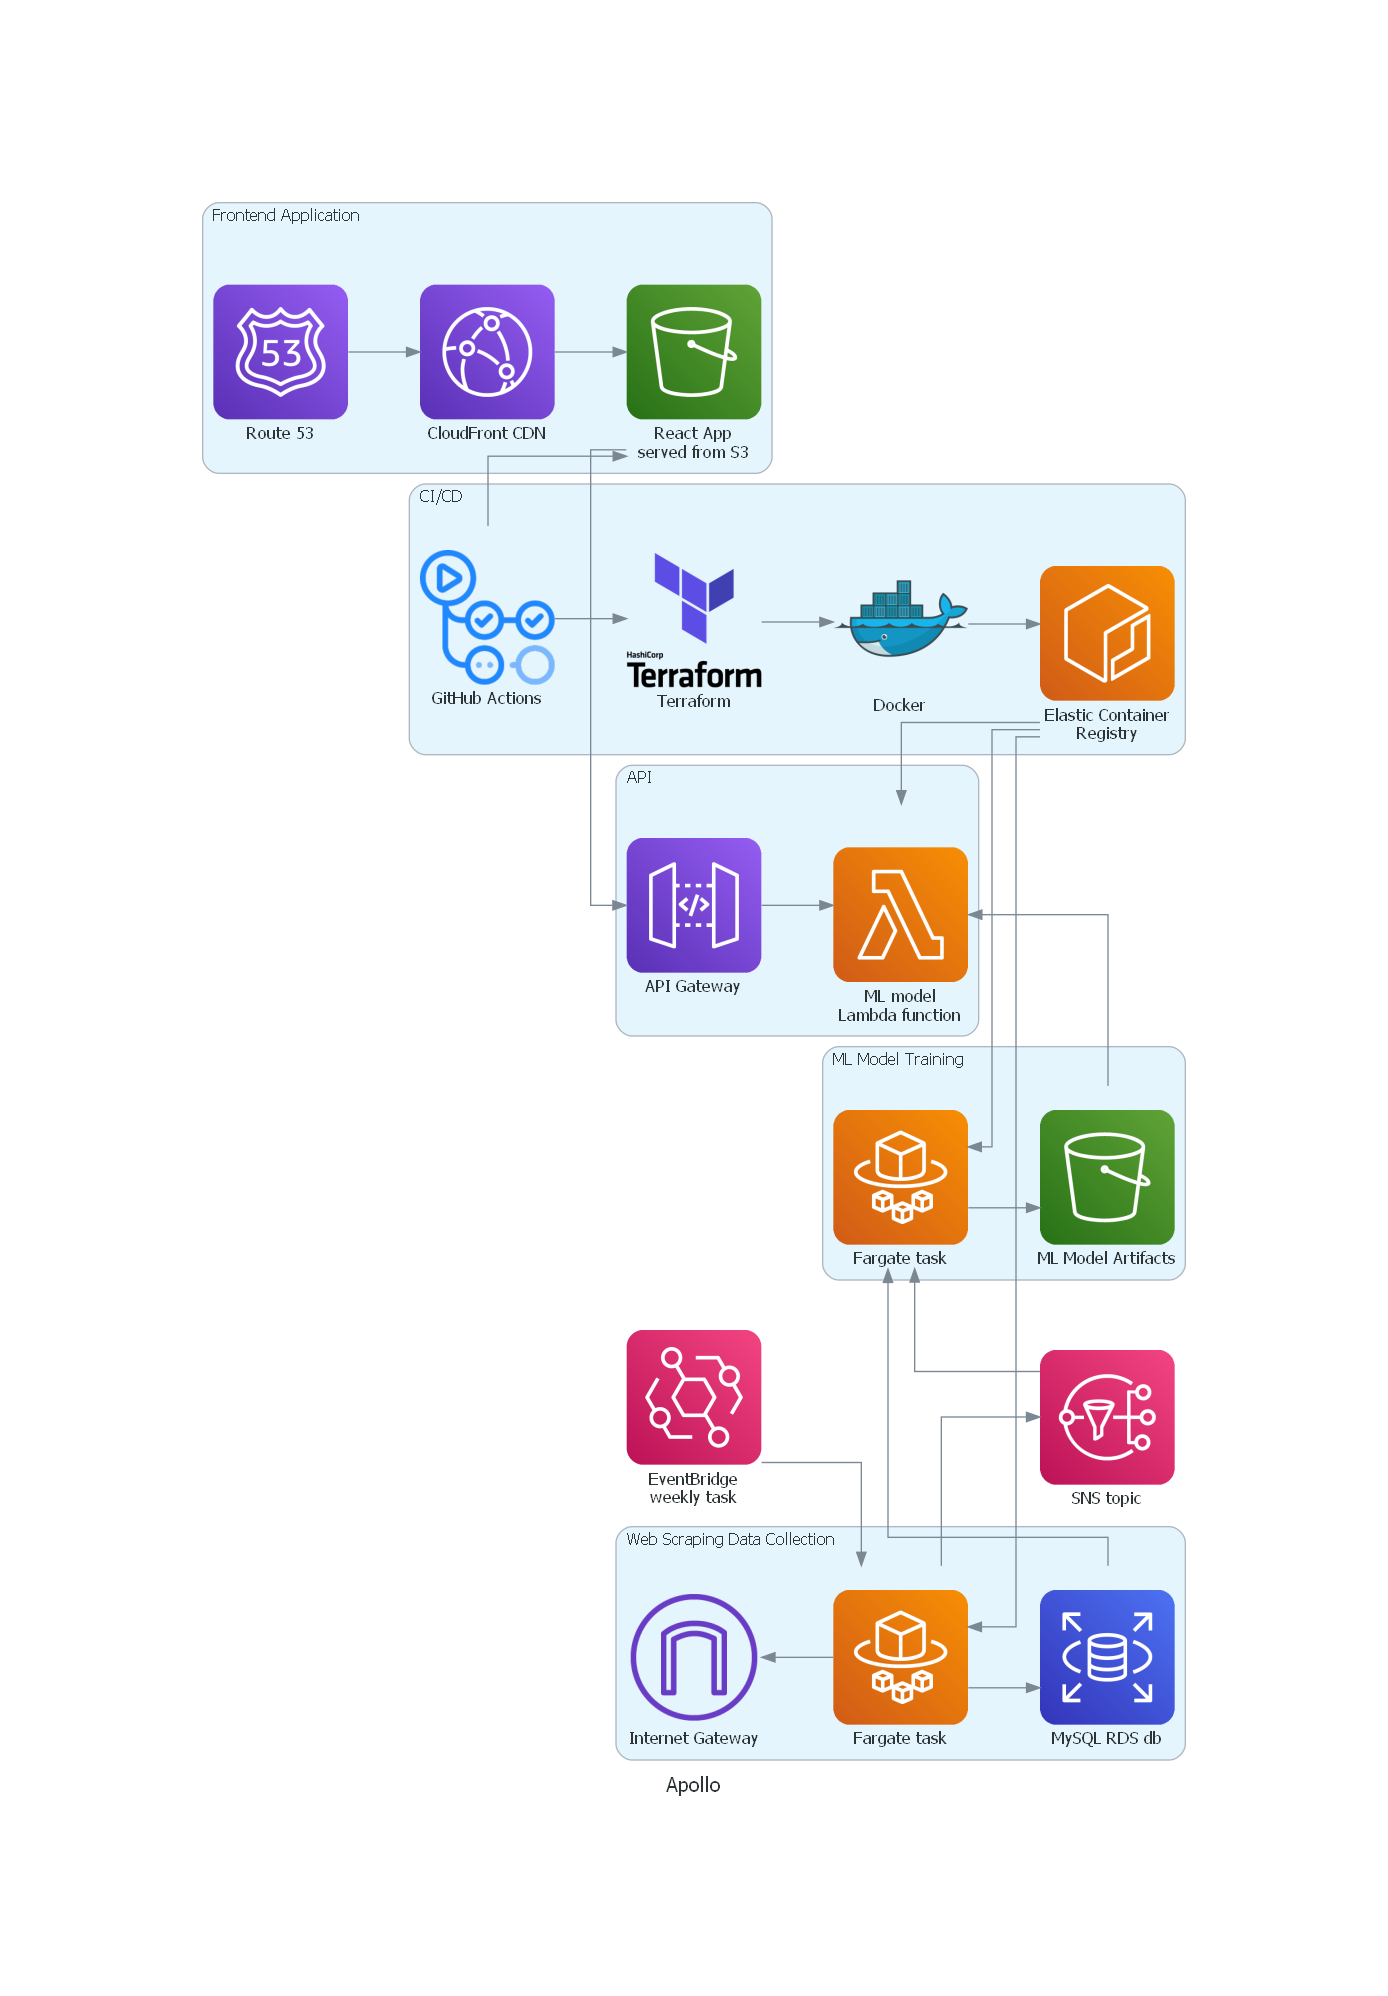 Frontend Application
53
Route 53
CloudFront CDN
React App
served from S3
CI/CD
GitHub Actions
HashiCorp
Terraform
Terraform
Docker
Elastic Container
Registry
API
</>
API Gateway
ML model
Lambda function
ML Model Training
Fargate task
ML Model Artifacts
EventBridge
weekly task
SNS topic
Web Scraping Data Collection
Internet Gateway
Fargate task
MySQL RDS db
Apollo